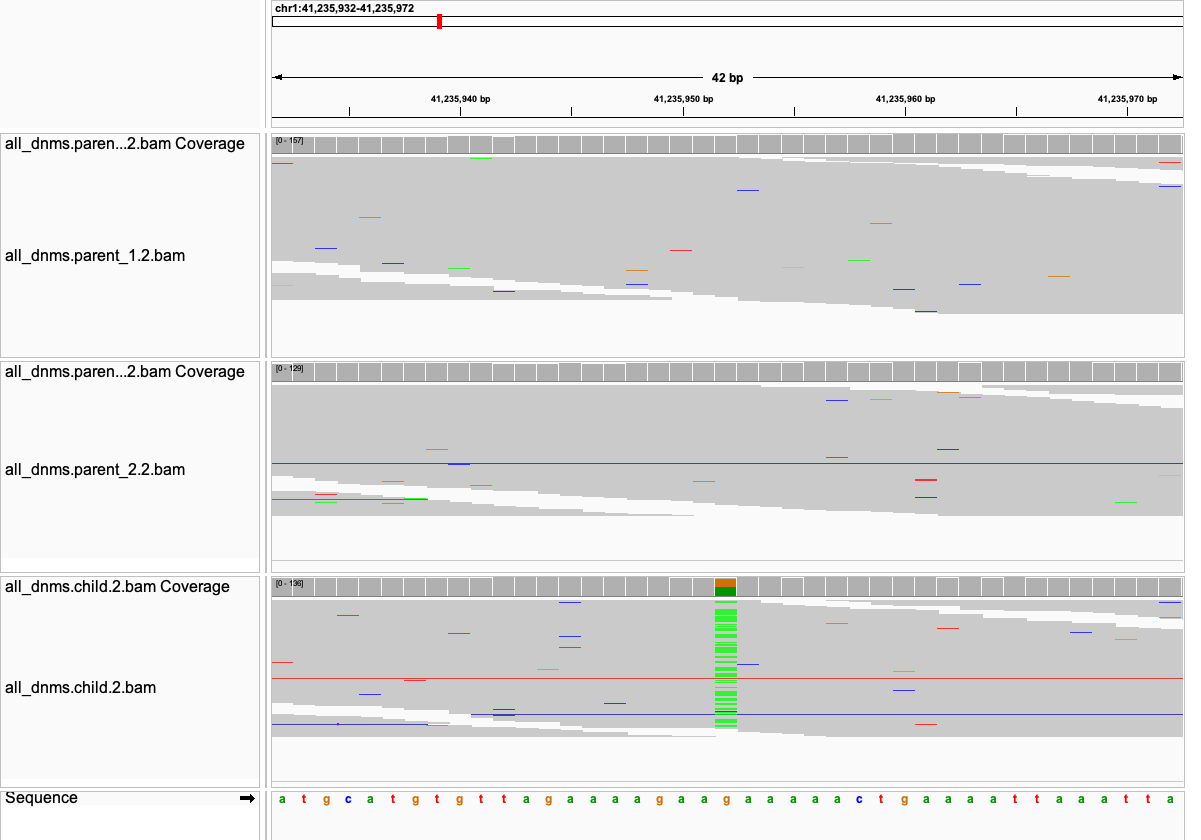 chr1:41,235,932-41,235,972
42 bp
41,235,940 bp 41,235,950 bp 41,235,960 bp 41,235,970 bp
all_dnms.paren...2.bam Coverage
[0 - 157]
all_dnms.parent_1.2.bam
all_dnms.paren...2.bam Coverage
[0 - 129]
all_dnms.parent_2.2.bam
all_dnms.child.2.bam Coverage
[0 - 136]
all_dnms.child.2.bam
Sequence
a t g c a t g t g t t a g a a a a g a a g a a a a a c t g a a a a t t a a a t t a